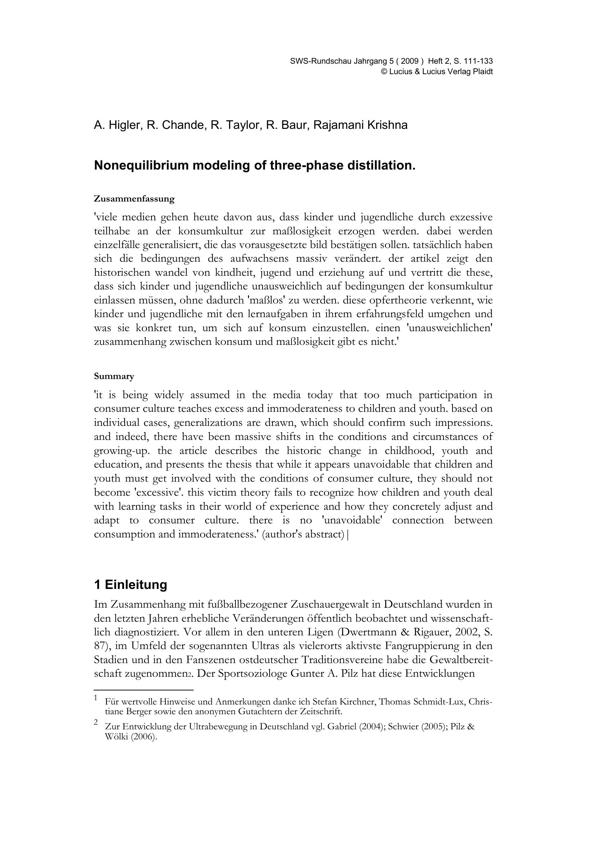 SWS-Rundschau Jahrgang 5 ( 2009 )  Heft 2, S. 111-133
© Lucius & Lucius Verlag Plaidt
A. Higler, R. Chande, R. Taylor, R. Baur, Rajamani Krishna
Nonequilibrium modeling of three-phase distillation.
Zusammenfassung
'viele medien gehen heute davon aus, dass kinder und jugendliche durch exzessive
teilhabe an der konsumkultur zur maßlosigkeit erzogen werden. dabei werden
einzelfälle generalisiert, die das vorausgesetzte bild bestätigen sollen. tatsächlich haben
sich die bedingungen des aufwachsens massiv verändert. der artikel zeigt den
historischen wandel von kindheit, jugend und erziehung auf und vertritt die these,
dass sich kinder und jugendliche unausweichlich auf bedingungen der konsumkultur
einlassen müssen, ohne dadurch 'maßlos' zu werden. diese opfertheorie verkennt, wie
kinder und jugendliche mit den lernaufgaben in ihrem erfahrungsfeld umgehen und
was sie konkret tun, um sich auf konsum einzustellen. einen 'unausweichlichen'
zusammenhang zwischen konsum und maßlosigkeit gibt es nicht.'
Summary
'it is being widely assumed in the media today that too much participation in
consumer culture teaches excess and immoderateness to children and youth. based on
individual cases, generalizations are drawn, which should confirm such impressions.
and indeed, there have been massive shifts in the conditions and circumstances of
growing-up. the article describes the historic change in childhood, youth and
education, and presents the thesis that while it appears unavoidable that children and
youth must get involved with the conditions of consumer culture, they should not
become 'excessive'. this victim theory fails to recognize how children and youth deal
with learning tasks in their world of experience and how they concretely adjust and
adapt to consumer culture. there is no 'unavoidable' connection between
consumption and immoderateness.' (author's abstract)|
1 Einleitung
Im Zusammenhang mit fußballbezogener Zuschauergewalt in Deutschland wurden in
den letzten Jahren erhebliche Veränderungen öffentlich beobachtet und wissenschaft-
lich diagnostiziert. Vor allem in den unteren Ligen (Dwertmann & Rigauer, 2002, S.
87), im Umfeld der sogenannten Ultras als vielerorts aktivste Fangruppierung in den
Stadien und in den Fanszenen ostdeutscher Traditionsvereine habe die Gewaltbereit-
schaft zugenommen2. Der Sportsoziologe Gunter A. Pilz hat diese Entwicklungen
1 Für wertvolle Hinweise und Anmerkungen danke ich Stefan Kirchner, Thomas Schmidt-Lux, Chris-
tiane Berger sowie den anonymen Gutachtern der Zeitschrift.
2 Zur Entwicklung der Ultrabewegung in Deutschland vgl. Gabriel (2004); Schwier (2005); Pilz &
Wölki (2006).